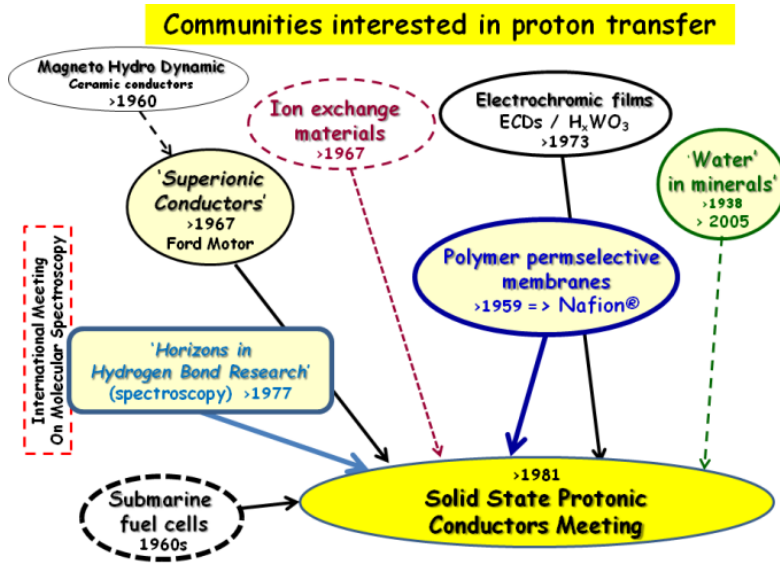 Communities interested in proton transfer
Magneto Hydro Dynamic
Ceramic conductors
>1960
Ion exchange
materials
>1967
Electrochromic films
ECDs / HₓWO₃
>1973
'Water'
in minerals'
>1938
> 2005
'Superionic
Conductors'
>1967
Ford Motor
Polymer permselective
membranes
>1959 = > Nafion®
International Meeting
On Molecular Spectroscopy
'Horizons in
Hydrogen Bond Research'
(spectroscopy) >1977
>1981
Solid State Protonic
Conductors Meeting
Submarine
fuel cells
1960s